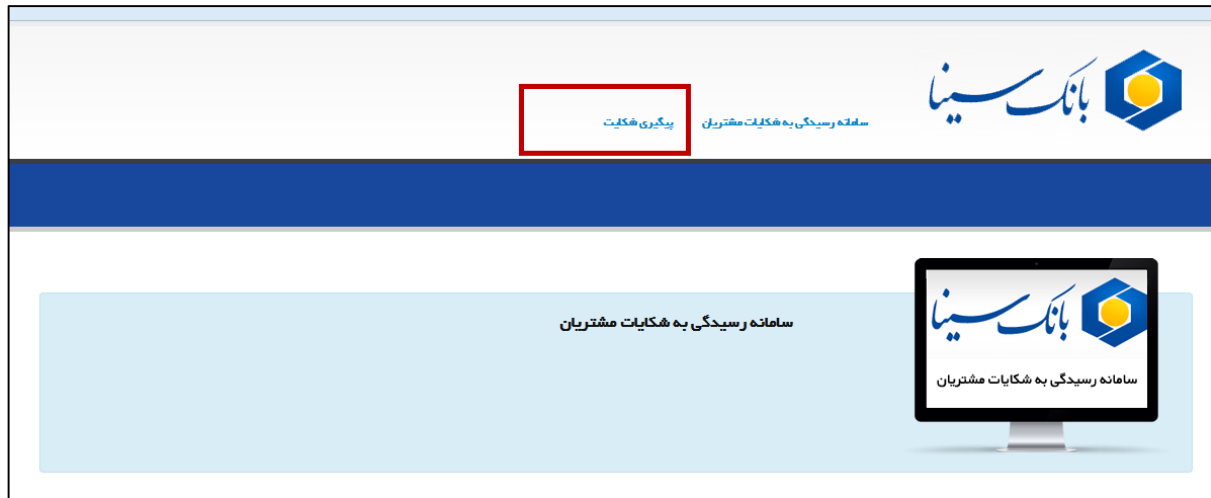 بانک سینا
سامانه رسیدگی به شکایات مشتریان
پیگیری شکایت
بانک سینا
سامانه رسیدگی به شکایات مشتریان
سامانه رسیدگی به شکایات مشتریان